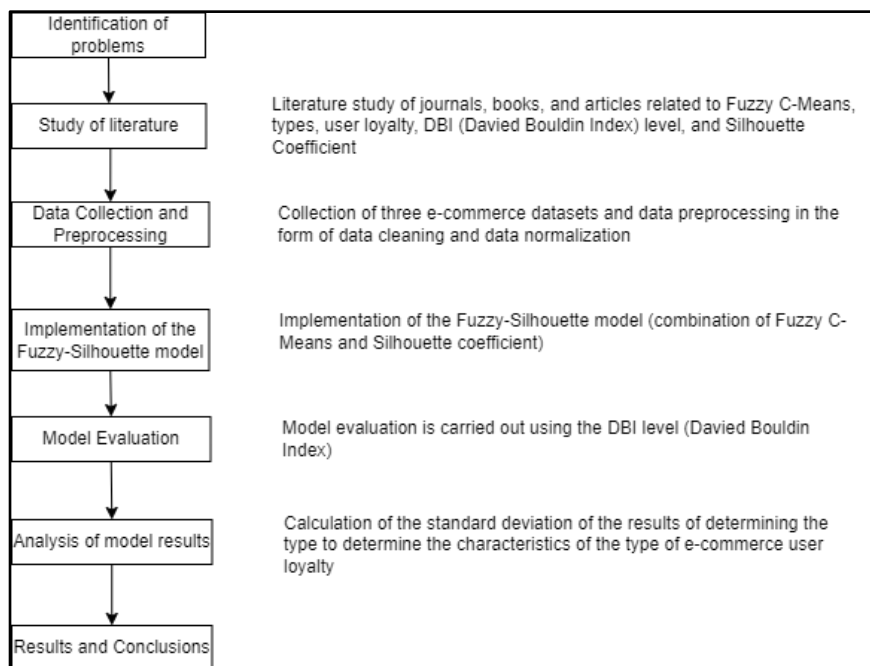 Identification of
problems
Study of literature
Literature study of journals, books, and articles related to Fuzzy C-Means,
types, user loyalty, DBI (Davied Bouldin Index) level, and Silhouette
Coefficient
Data Collection and
Preprocessing
Collection of three e-commerce datasets and data preprocessing in the
form of data cleaning and data normalization
Implementation of the
Fuzzy-Silhouette model
Implementation of the Fuzzy-Silhouette model (combination of Fuzzy C-
Means and Silhouette coefficient)
Model Evaluation
Model evaluation is carried out using the DBI level (Davied Bouldin
Index)
Analysis of model results
Calculation of the standard deviation of the results of determining the
type to determine the characteristics of the type of e-commerce user
loyalty
Results and Conclusions